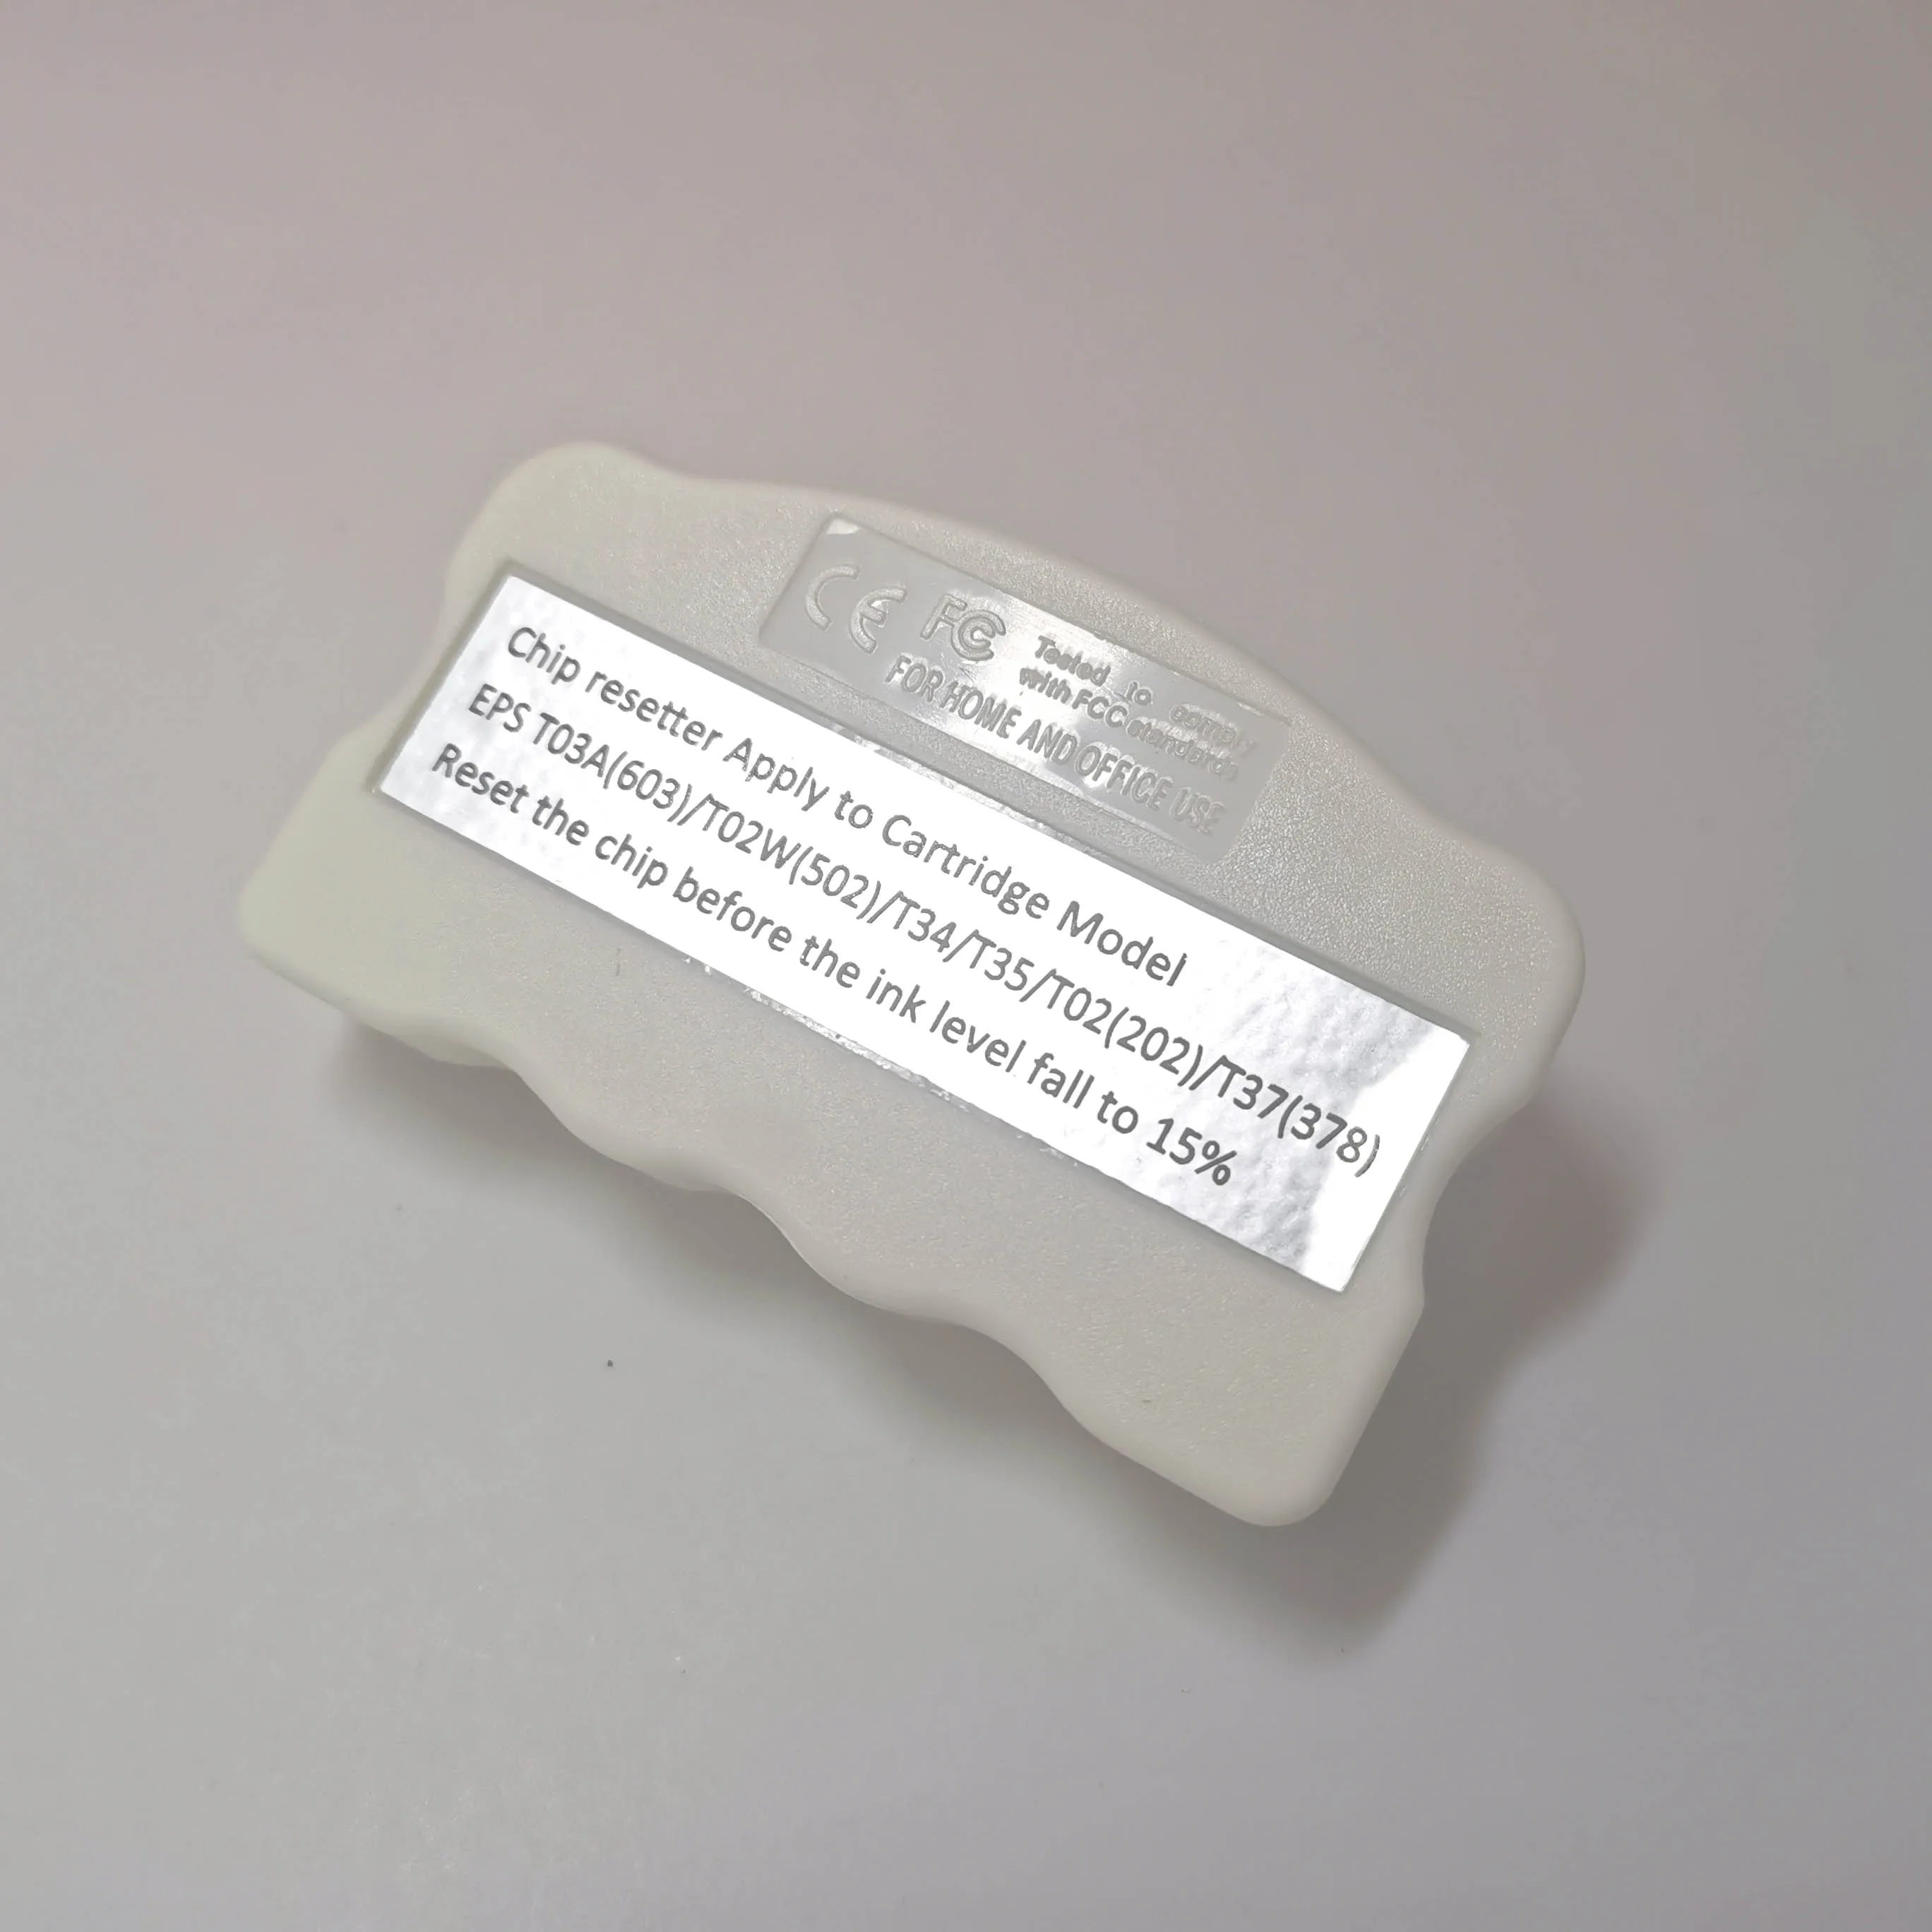 CE FC Tested to comply
with FCC standards
FOR HOME AND OFFICE USE
Chip resetter Apply to Cartridge Model
EPS T03A(603)/T02W(502)/T34/T35/T02(202)/T37(378)
Reset the chip before the ink level fall to 15%